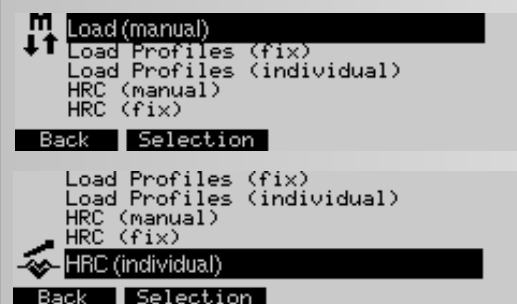 M
Load (manual)
Load Profiles (fix)
Load Profiles (individual)
HRC (manual)
HRC (fix)
Back Selection
Load Profiles (fix)
Load Profiles (individual)
HRC (manual)
HRC (fix)
HRC (individual)
Back Selection